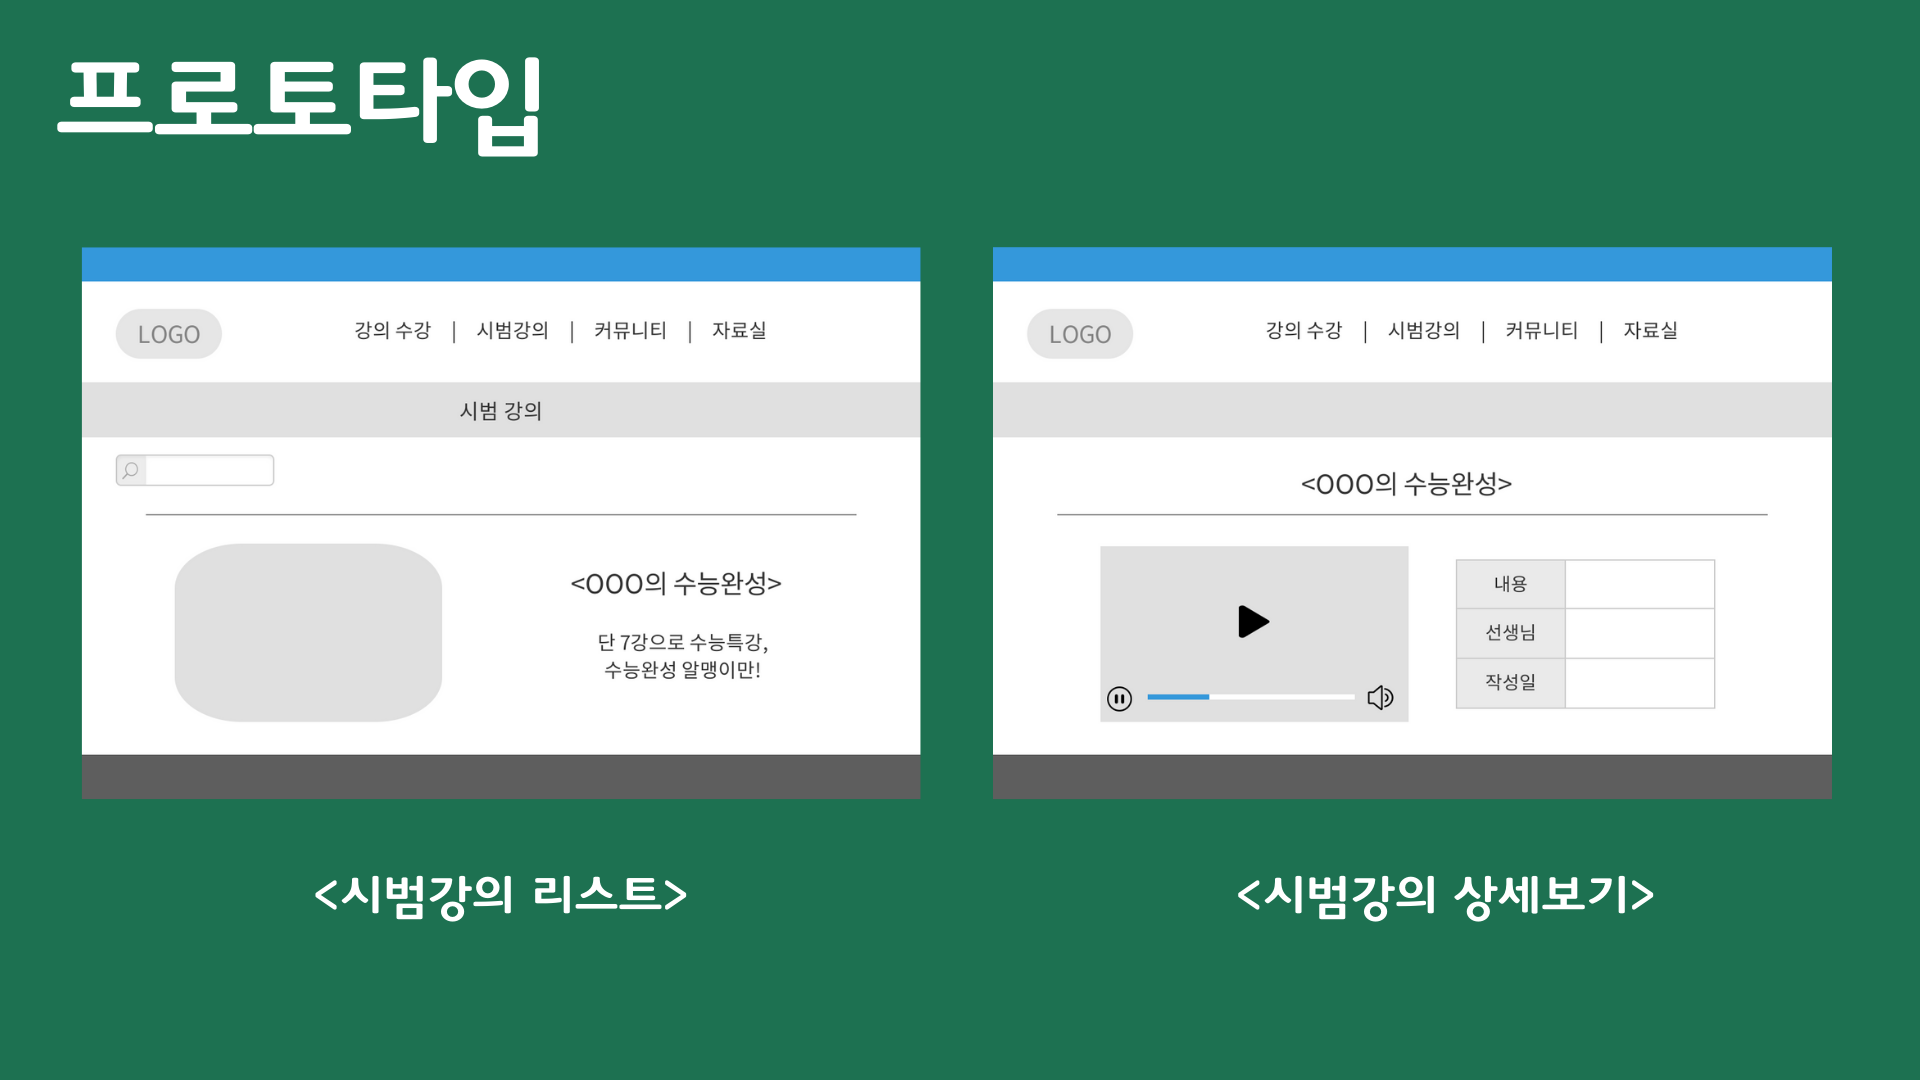 프로토타입
LOGO
강의 수강 | 시범강의 | 커뮤니티 | 자료실
시범 강의
<OOO의 수능완성>
단 7강으로 수능특강,
수능완성 알맹이만!
<시범강의 리스트>
LOGO
강의 수강 | 시범강의 | 커뮤니티 | 자료실
<OOO의 수능완성>
내용
선생님
작성일
<시범강의 상세보기>